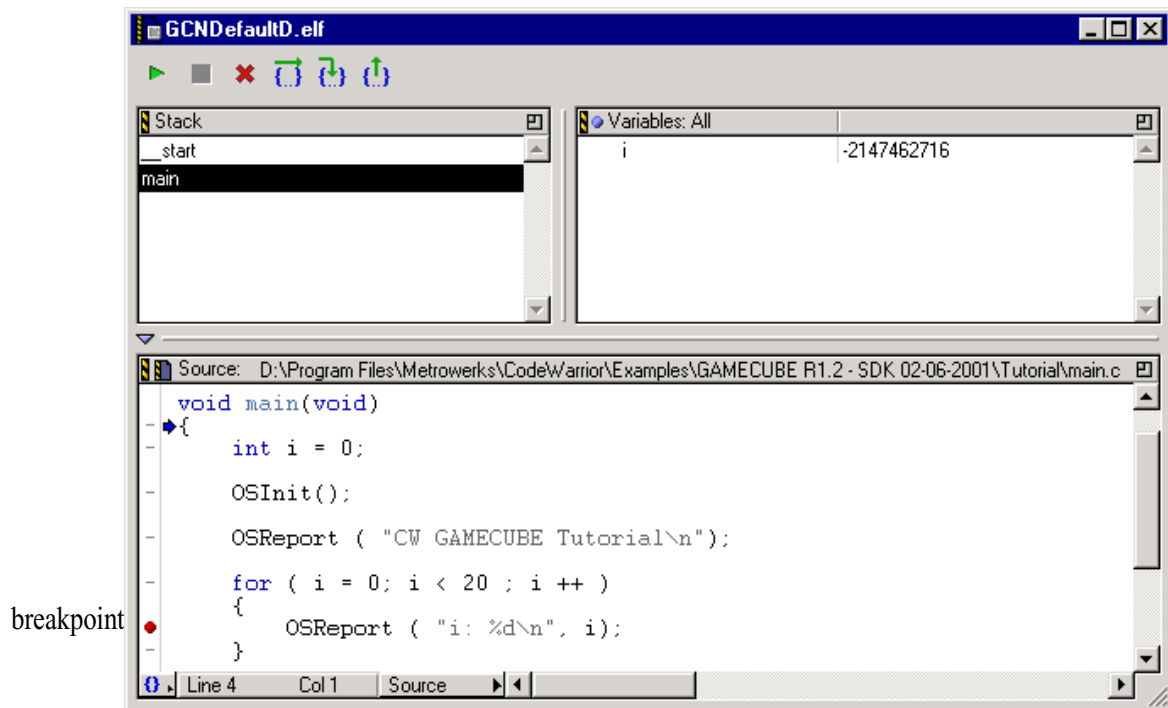 GCNDefaultD.elf
Stack
Variables: All
__start
i -2147462716
main
Source: D:\Program Files\Metrowerks\CodeWarrior\Examples\GAMECUBE R1.2 - SDK 02-06-2001\Tutorial\main.c
void main(void)
{
int i = 0;
OSInit();
OSReport ( "CW GAMECUBE Tutorial\n");
for ( i = 0; i < 20 ; i ++ )
{
breakpoint
OSReport ( "i: %d\n", i);
}
Line 4 Col 1 Source